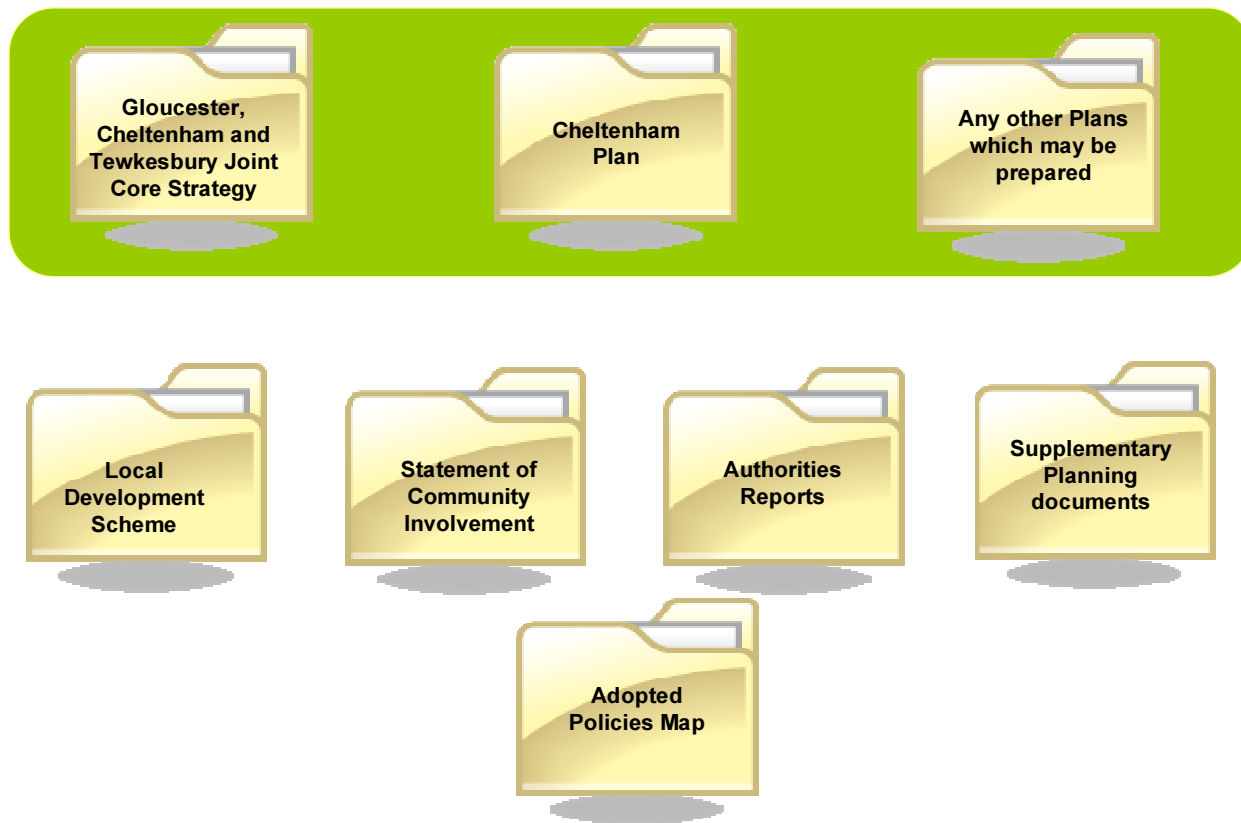 Gloucester,
Cheltenham and
Tewkesbury Joint
Core Strategy
Cheltenham
Plan
Any other Plans
which may be
prepared
Local
Development
Scheme
Statement of
Community
Involvement
Authorities
Reports
Supplementary
Planning
documents
Adopted
Policies Map